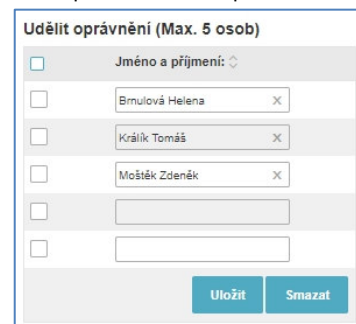 Udělit oprávnění (Max. 5 osob)
Jméno a příjmení:
Brnulová Helena
Králík Tomáš
Moštěk Zdeněk
Uložit Smazat